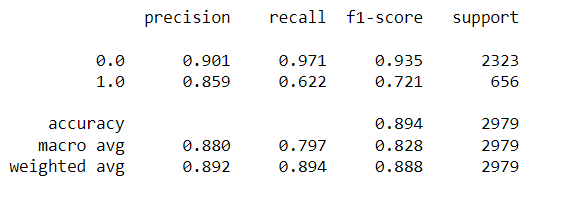 precision recall f1-score support
0.0 0.901 0.971 0.935 2323
1.0 0.859 0.622 0.721 656
accuracy 0.894 2979
macro avg 0.880 0.797 0.828 2979
weighted avg 0.892 0.894 0.888 2979